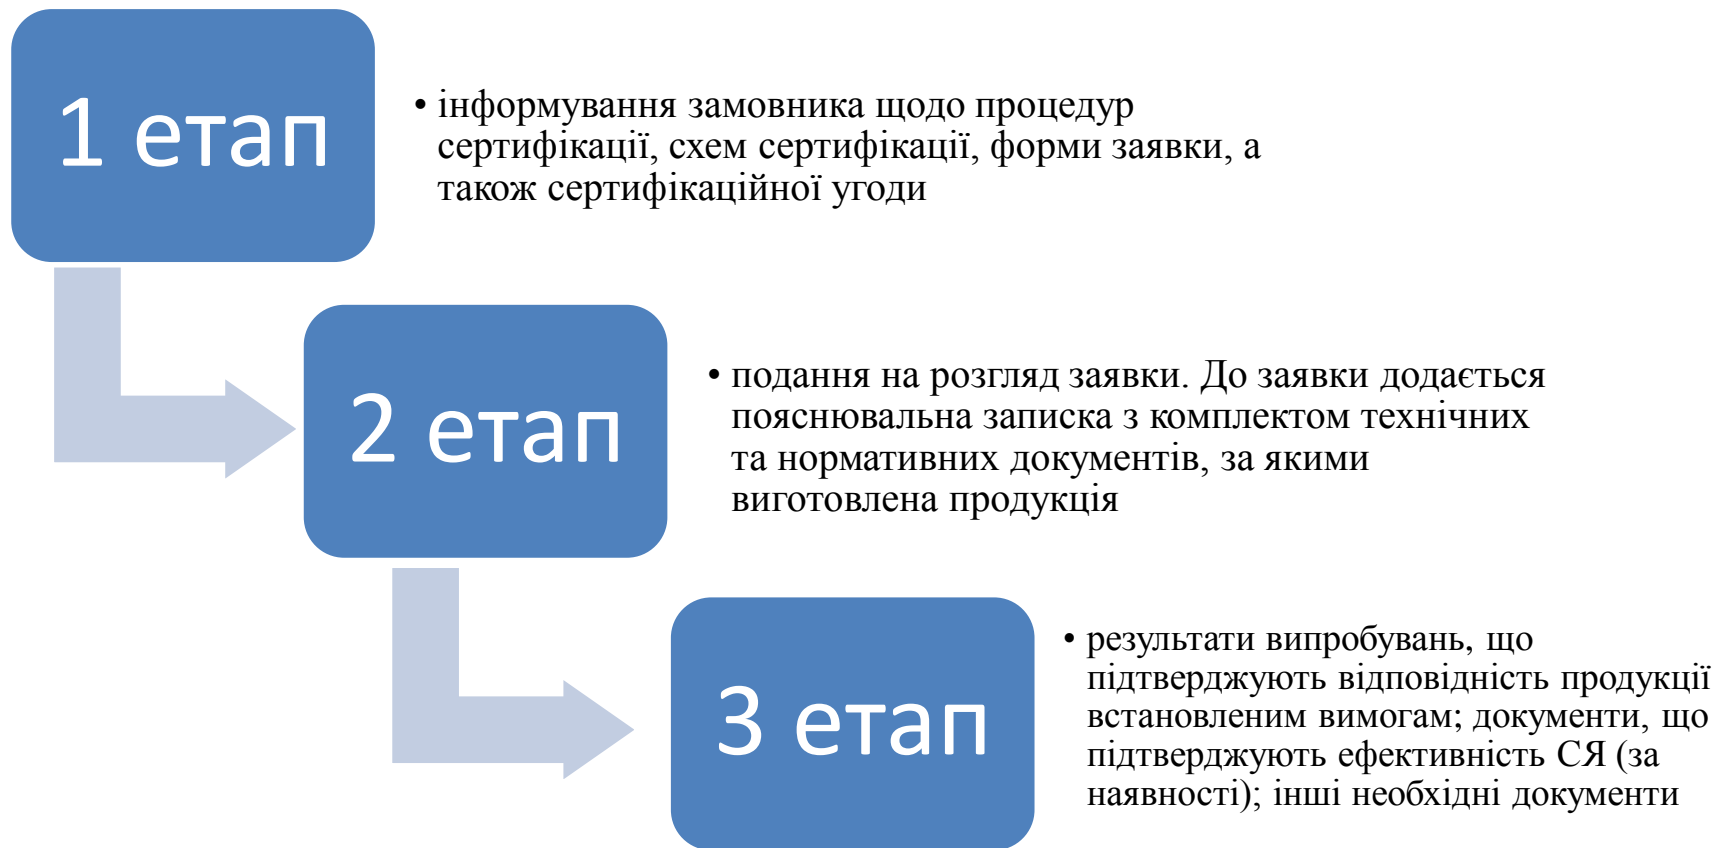 1 етап
• інформування замовника щодо процедур
сертифікації, схем сертифікації, форми заявки, а
також сертифікаційної угоди
2 етап
• подання на розгляд заявки. До заявки додається
пояснювальна записка з комплектом технічних
та нормативних документів, за якими
виготовлена продукція
3 етап
• результати випробувань, що
підтверджують відповідність продукції
встановленим вимогам; документи, що
підтверджують ефективність СЯ (за
наявності); інші необхідні документи